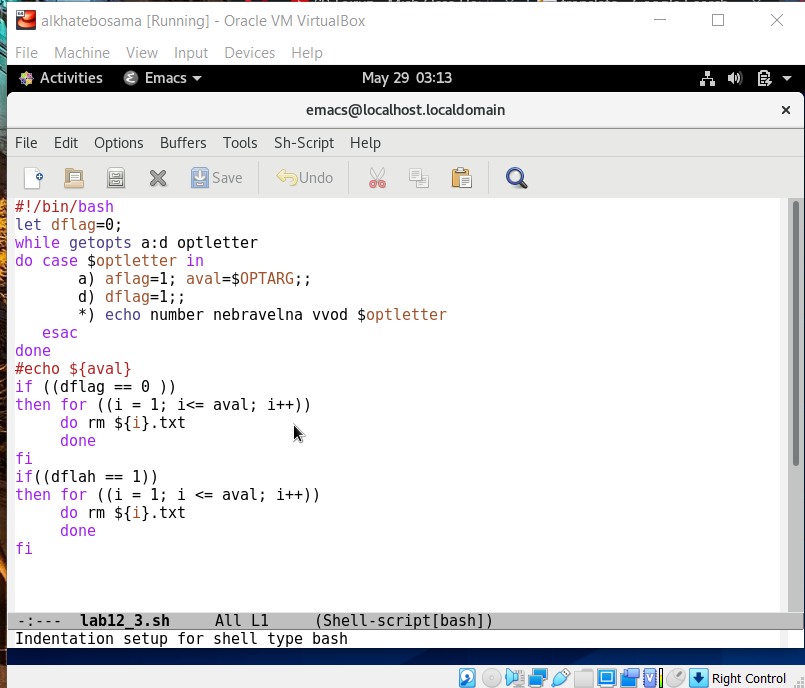 alkhatebosama [Running] - Oracle VM VirtualBox
File Machine View Input Devices Help
Activities Emacs May 29 03:13
emacs@localhost.localdomain
File Edit Options Buffers Tools Sh-Script Help
Save Undo
#!/bin/bash
let dflag=0;
while getopts a:d optletter
do case $optletter in
a) aflag=1; aval=$OPTARG;;
d) dflag=1;;
*) echo number nebravelna vvod $optletter
esac
done
#echo ${aval}
if ((dflag == 0 ))
then for ((i = 1; i<= aval; i++))
do rm ${i}.txt
done
fi
if((dflah == 1))
then for ((i = 1; i <= aval; i++))
do rm ${i}.txt
done
fi
-:--- lab12_3.sh All L1 (Shell-script[bash])
Indentation setup for shell type bash
Right Control